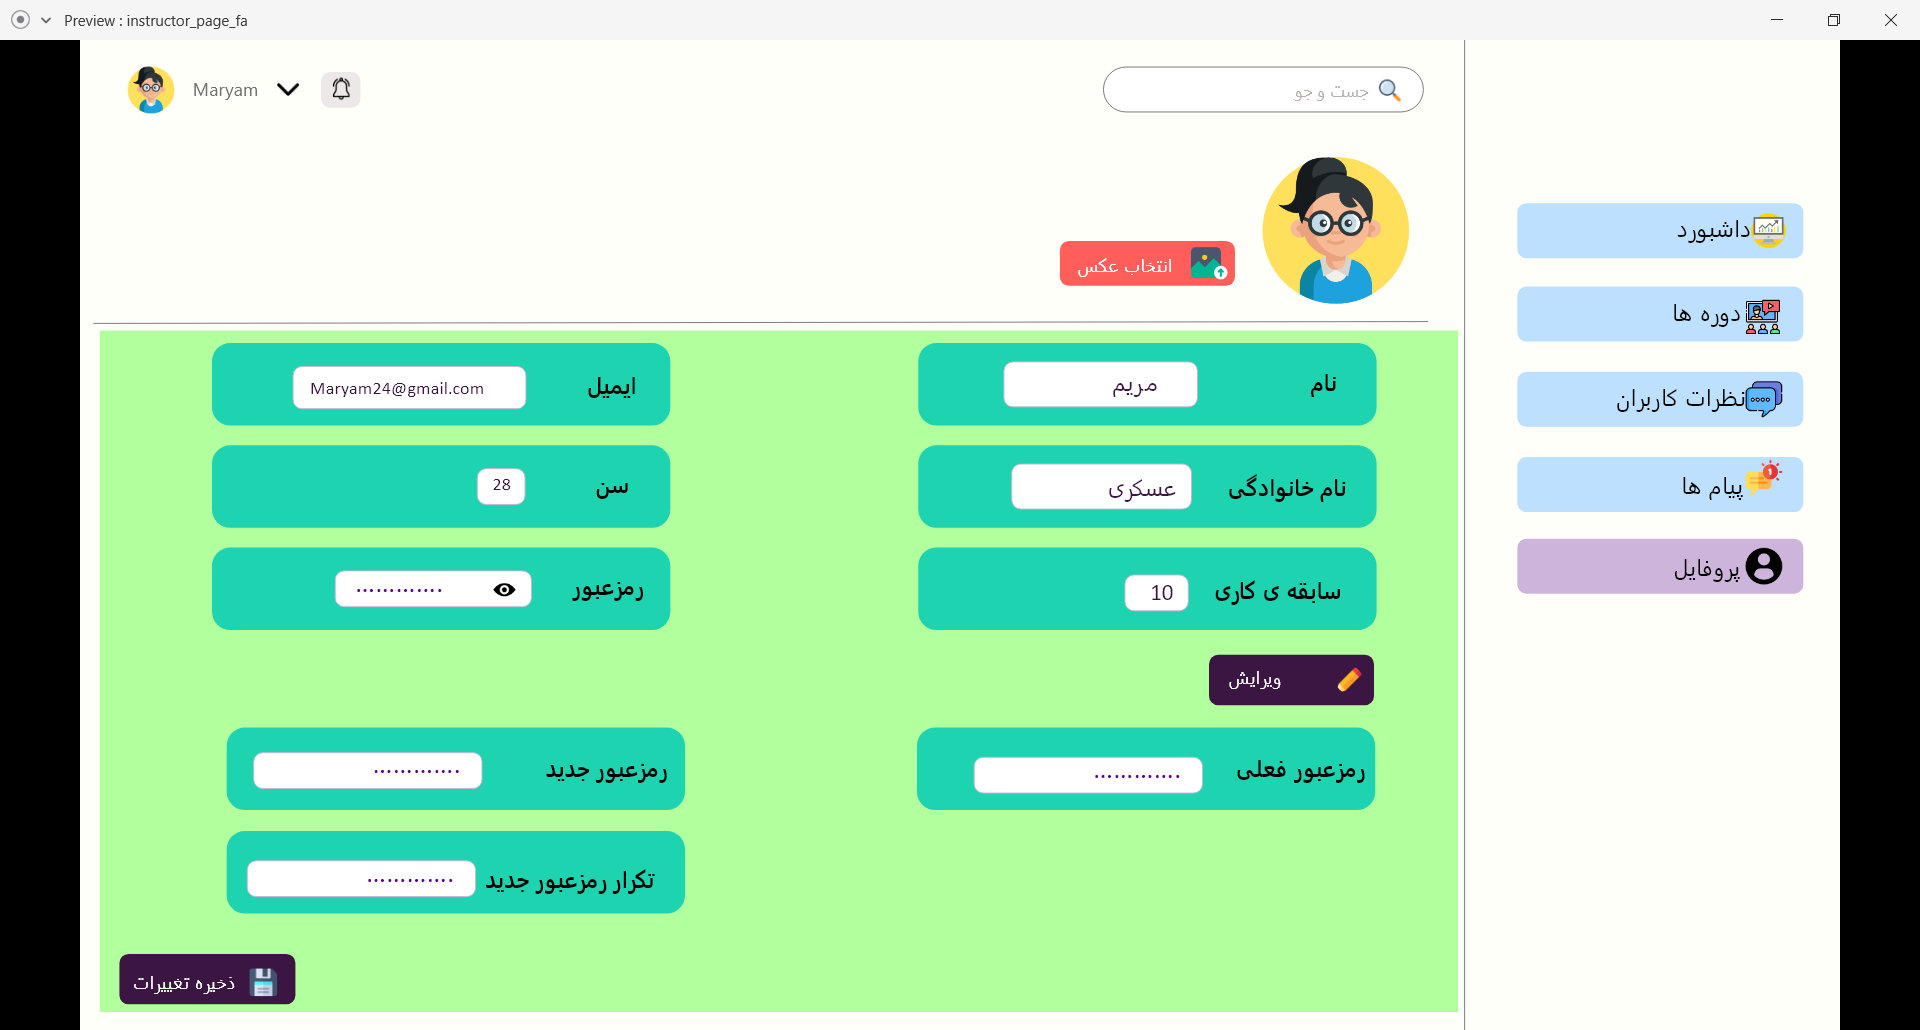 Preview : instructor_page_fa
Maryam
جست و جو
داشبورد
دوره ها
نظرات کاربران
پیام ها
1
پروفایل
انتخاب عکس
نام
مریم
ایمیل
Maryam24@gmail.com
نام خانوادگی
عسکری
سن
28
سابقه ی کاری
10
رمزعبور
ویرایش
رمزعبور فعلی
رمزعبور جدید
تکرار رمزعبور جدید
ذخیره تغییرات